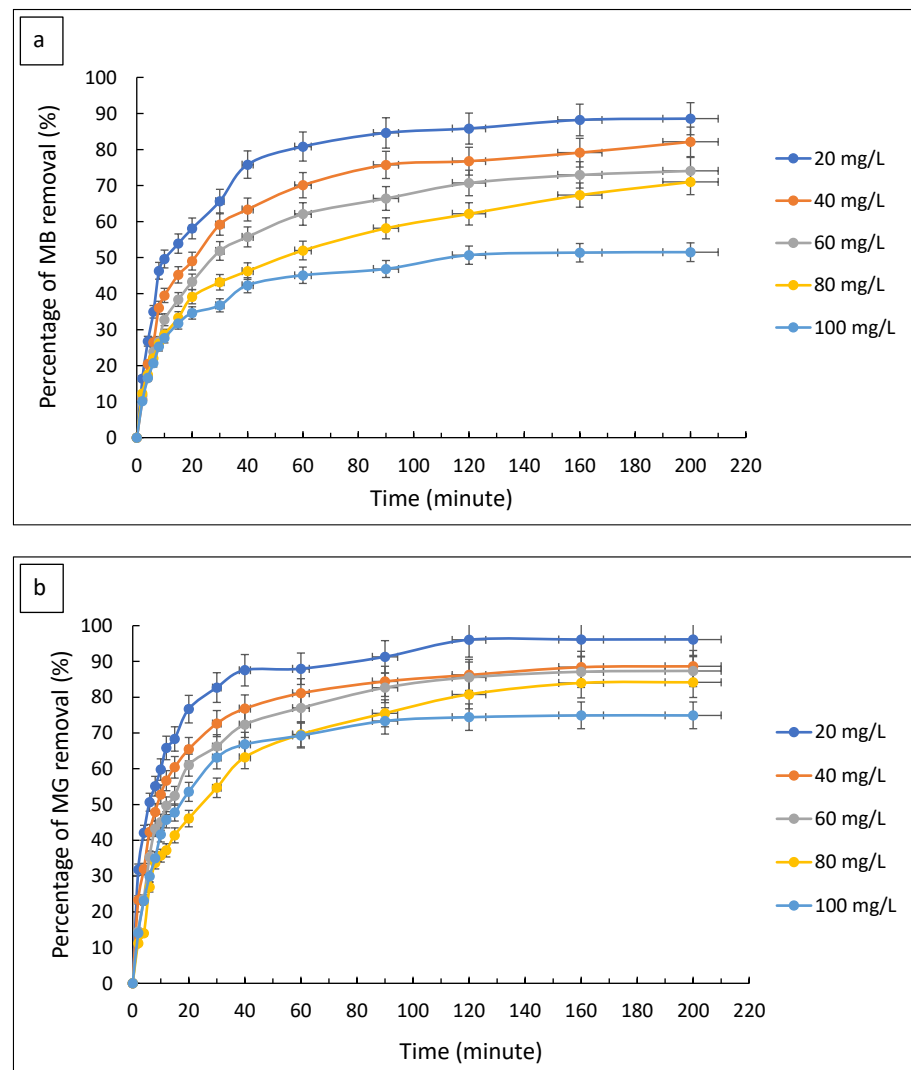 a
100
90
80
70
60
50
40
30
20
10
0
Percentage of MB removal (%)
0 20 40 60 80 100 120 140 160 180 200 220
Time (minute)
20 mg/L
40 mg/L
60 mg/L
80 mg/L
100 mg/L
b
100
90
80
70
60
50
40
30
20
10
0
Percentage of MG removal (%)
0 20 40 60 80 100 120 140 160 180 200 220
Time (minute)
20 mg/L
40 mg/L
60 mg/L
80 mg/L
100 mg/L